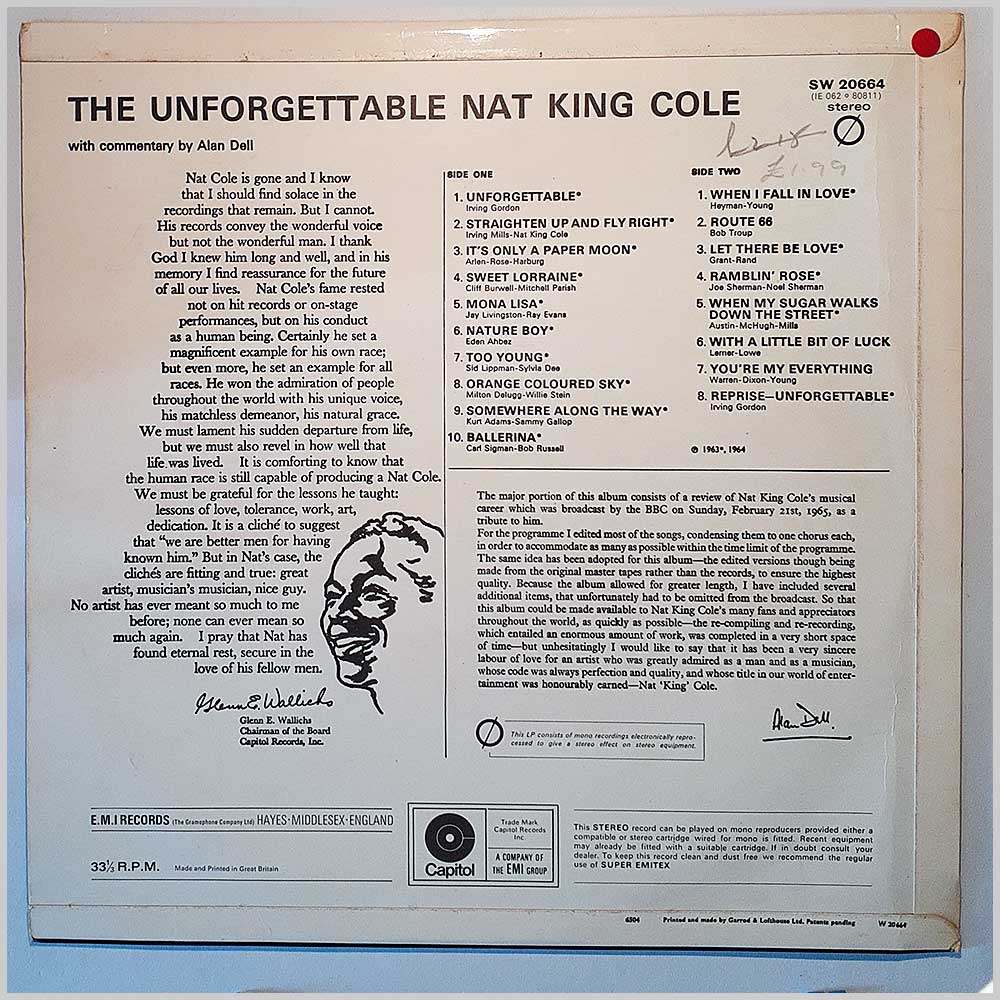 THE UNFORGETTABLE NAT KING COLE
with commentary by Alan Dell
SW 20664
(IE 062 o 80811)
stereo
£1.99
Nat Cole is gone and I know
that I should find solace in the
recordings that remain. But I cannot.
His records convey the wonderful voice
but not the wonderful man. I thank
God I knew him long and well, and in his
memory I find reassurance for the future
of all our lives. Nat Cole's fame rested
not on hit records or on-stage
performances, but on his conduct
as a human being. Certainly he set a
magnificent example for his own race;
but even more, he set an example for all
races. He won the admiration of people
throughout the world with his unique voice,
his matchless demeanor, his natural grace.
We must lament his sudden departure from life,
but we must also revel in how well that
life was lived. It is comforting to know that
the human race is still capable of producing a Nat Cole.
We must be grateful for the lessons he taught:
lessons of love, tolerance, work, art,
dedication. It is a cliché to suggest
that “we are better men for having
known him.” But in Nat's case, the
clichés are fitting and true: great
artist, musician's musician, nice guy.
No artist has ever meant so much to me
before; none can ever mean so
much again. I pray that Nat has
found eternal rest, secure in the
love of his fellow men.
Glenn E. Wallichs
Glenn E. Wallichs
Chairman of the Board
Capitol Records, Inc.
SIDE ONE
1. UNFORGETTABLE*
Irving Gordon
2. STRAIGHTEN UP AND FLY RIGHT*
Irving Mills-Nat King Cole
3. IT'S ONLY A PAPER MOON*
Arlen-Rose-Harburg
4. SWEET LORRAINE*
Cliff Burwell-Mitchell Parish
5. MONA LISA*
Jay Livingston-Ray Evans
6. NATURE BOY*
Eden Ahbez
7. TOO YOUNG*
Sid Lippman-Sylvia Dee
8. ORANGE COLOURED SKY*
Milton Delugg-Willie Stein
9. SOMEWHERE ALONG THE WAY*
Kurt Adams-Sammy Gallop
10. BALLERINA*
Carl Sigman-Bob Russell
SIDE TWO
1. WHEN I FALL IN LOVE*
Heyman-Young
2. ROUTE 66
Bob Troup
3. LET THERE BE LOVE*
Grant-Rand
4. RAMBLIN' ROSE*
Joe Sherman-Noel Sherman
5. WHEN MY SUGAR WALKS
DOWN THE STREET*
Austin-McHugh-Mills
6. WITH A LITTLE BIT OF LUCK
Lerner-Lowe
7. YOU'RE MY EVERYTHING
Warren-Dixon-Young
8. REPRISE—UNFORGETTABLE*
Irving Gordon
℗ 1963*, 1964
The major portion of this album consists of a review of Nat King Cole's musical
career which was broadcast by the BBC on Sunday, February 21st, 1965, as a
tribute to him.
For the programme I edited most of the songs, condensing them to one chorus each,
in order to accommodate as many as possible within the time limit of the programme.
The same idea has been adopted for this album—the edited versions though being
made from the original master tapes rather than the records, to ensure the highest
quality. Because the album allowed for greater length, I have included several
additional items, that unfortunately had to be omitted from the broadcast. So that
this album could be made available to Nat King Cole's many fans and appreciators
throughout the world, as quickly as possible—the re-compiling and re-recording,
which entailed an enormous amount of work, was completed in a very short space
of time—but unhesitatingly I would like to say that it has been a very sincere
labour of love for an artist who was greatly admired as a man and as a musician,
whose code was always perfection and quality, and whose title in our world of enter-
tainment was honourably earned—Nat ‘King’ Cole.
Alan Dell.
This LP consists of mono recordings electronically repro-
cessed to give a stereo effect on stereo equipment.
E.M.I RECORDS (The Gramophone Company Ltd) HAYES·MIDDLESEX·ENGLAND
33⅓ R.P.M. Made and Printed in Great Britain
Capitol
Trade Mark
Capitol Records
Inc.
A COMPANY OF
THE EMI GROUP
This STEREO record can be played on mono reproducers provided either a
compatible or stereo cartridge wired for mono is fitted. Recent equipment
may already be fitted with a suitable cartridge. If in doubt consult your
dealer. To keep this record clean and dust free we recommend the regular
use of SUPER EMITEX
6504 Printed and made by Garrod & Lofthouse Ltd. Patents pending W 20664